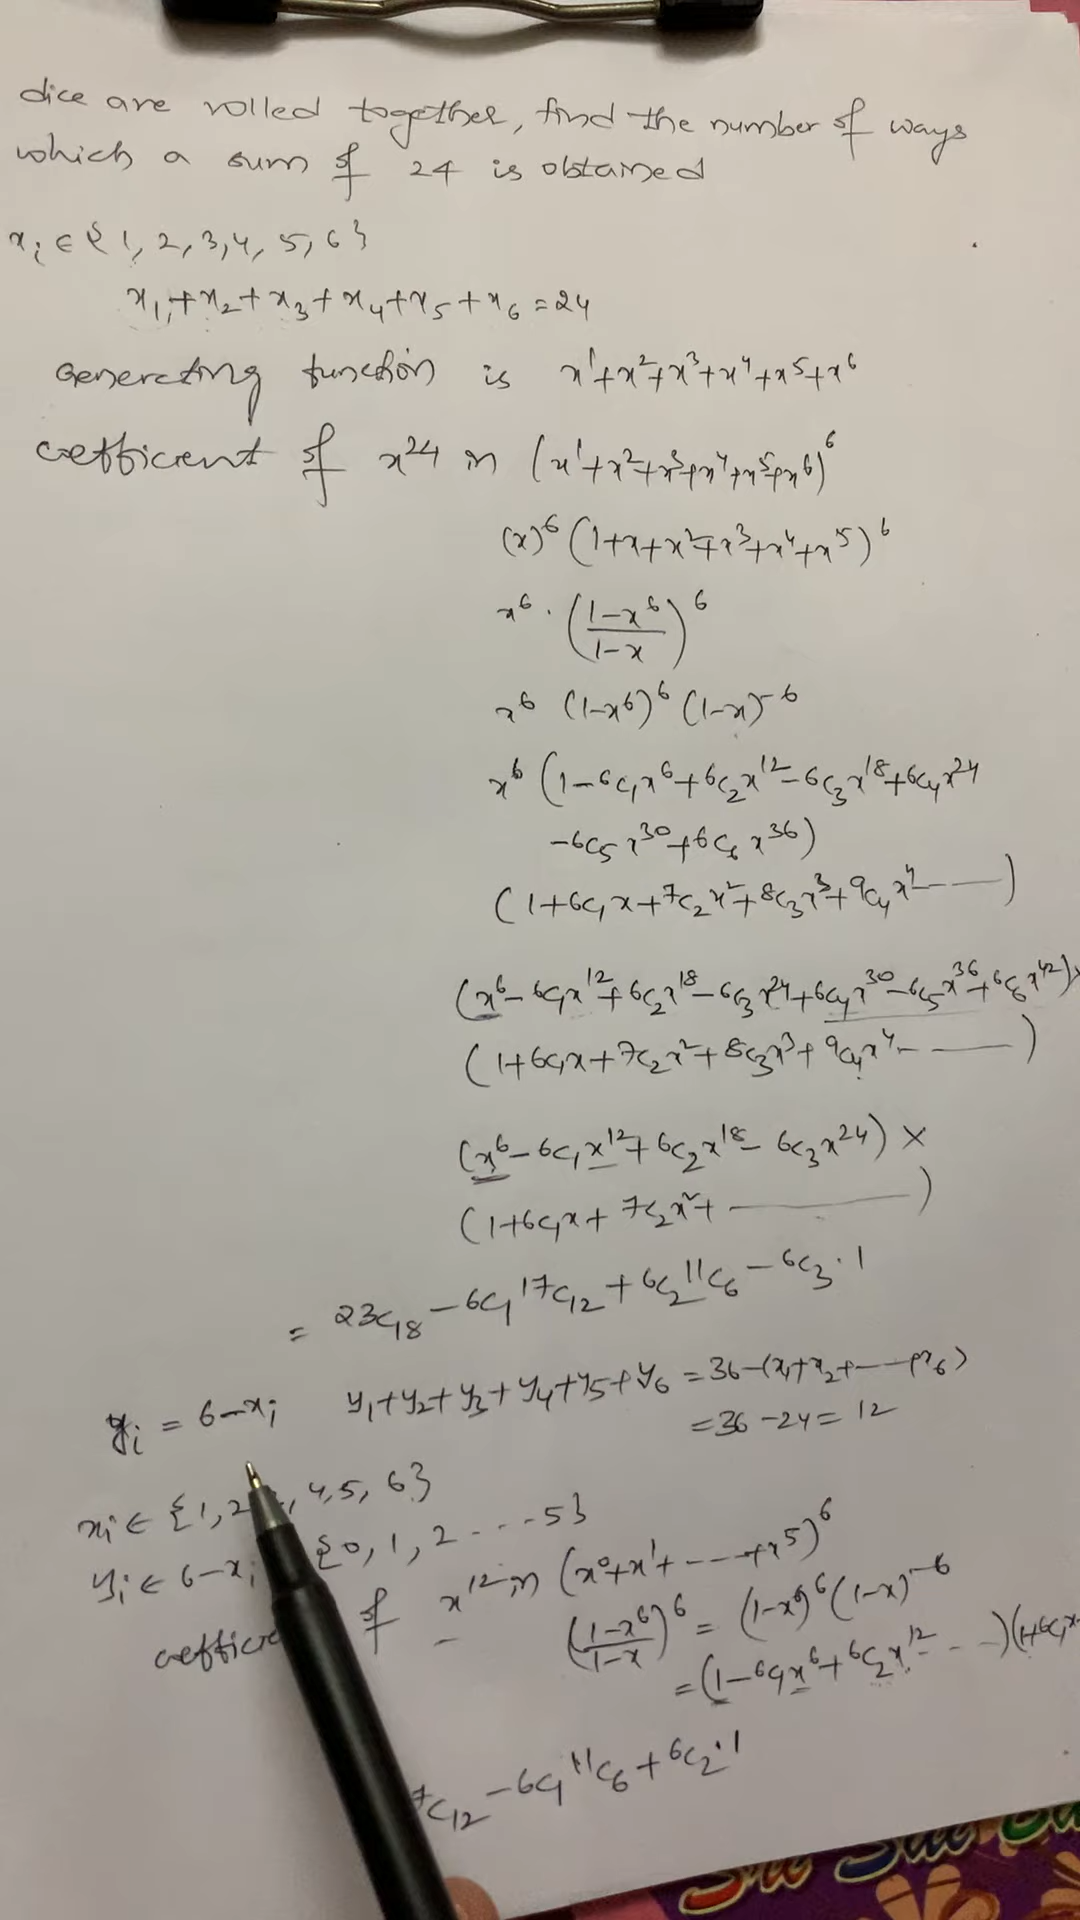 dice are rolled together, find the number of ways
which a sum of 24 is obtained
xᵢ ∈ {1, 2, 3, 4, 5, 6}
x₁ + x₂ + x₃ + x₄ + x₅ + x₆ = 24
Generating function is x¹+x²+x³+x⁴+x⁵+x⁶
coefficient of x²⁴ in (x¹+x²+x³+x⁴+x⁵+x⁶)⁶
(x)⁶ (1+x+x²+x³+x⁴+x⁵)⁶
x⁶ . ((1-x⁶)/(1-x))⁶
x⁶ (1-x⁶)⁶ (1-x)⁻⁶
x⁶ (1-6c₁x⁶+6c₂x¹²-6c₃x¹⁸+6c₄x²⁴
-6c₅x³⁰+6c₆x³⁶)
(1+6c₁x+7c₂x²+8c₃x³+9c₄x⁴------)
(x⁶-6c₁x¹²+6c₂x¹⁸-6c₃x²⁴+6c₄x³⁰-6c₅x³⁶+6c₆x⁴²)×
(1+6c₁x+7c₂x²+8c₃x³+9c₄x⁴------)
(x⁶-6c₁x¹²+6c₂x¹⁸-6c₃x²⁴) ×
(1+6c₁x+7c₂x²+------)
= 23c₁₈-6c₁ 17c₁₂+6c₂ 11c₆-6c₃.1
yᵢ = 6-xᵢ y₁+y₂+y₃+y₄+y₅+y₆ = 36-(x₁+x₂+----+x₆)
= 36-24 = 12
xᵢ ∈ {1, 2 , 4, 5, 6}
yᵢ ∈ 6-xᵢ {0, 1, 2 ---- 5}
of x¹² in (x⁰+x¹+----+x⁵)⁶
((1-x⁶)/(1-x))⁶ = (1-x⁶)⁶(1-x)⁻⁶
= (1-6c₁x⁶+6c₂x¹²----)(1+6c₁x
7c₁₂-6c₁ 11c₆+6c₂.1